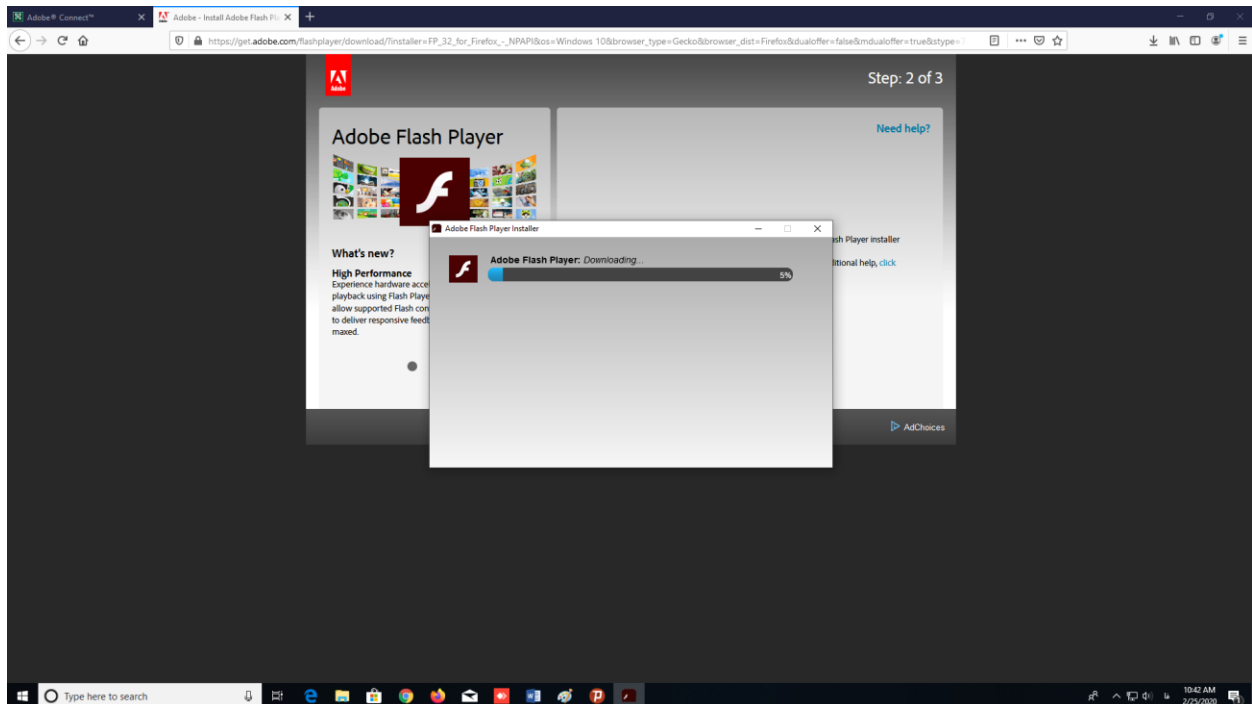 Adobe® Connect™
Adobe - Install Adobe Flash Pl
https://get.adobe.com/flashplayer/download/?installer=FP_32_for_Firefox_-_NPAPI&os=Windows 10&browser_type=Gecko&browser_dist=Firefox&dualoffer=false&mdualoffer=true&stype=7
Adobe
Step: 2 of 3
Adobe Flash Player
Need help?
What's new?
High Performance
Experience hardware acce
playback using Flash Playe
allow supported Flash con
to deliver responsive feedb
maxed.
Adobe Flash Player Installer
Adobe Flash Player: Downloading...
5%
ash Player installer
litional help, click
AdChoices
Type here to search
10:42 AM
2/25/2020